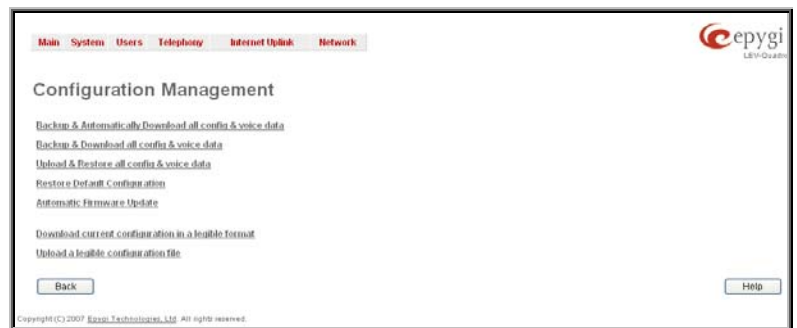 Main System Users Telephony Internet Uplink Network
epygi
Configuration Management
Backup & Automatically Download all config & voice data
Backup & Download all config & voice data
Upload & Restore all config & voice data
Restore Default Configuration
Automatic Firmware Update
Download current configuration in a legible format
Upload a legible configuration file
Back
Help
Copyright (C) 2007 Epygi Technologies, Ltd. All rights reserved.